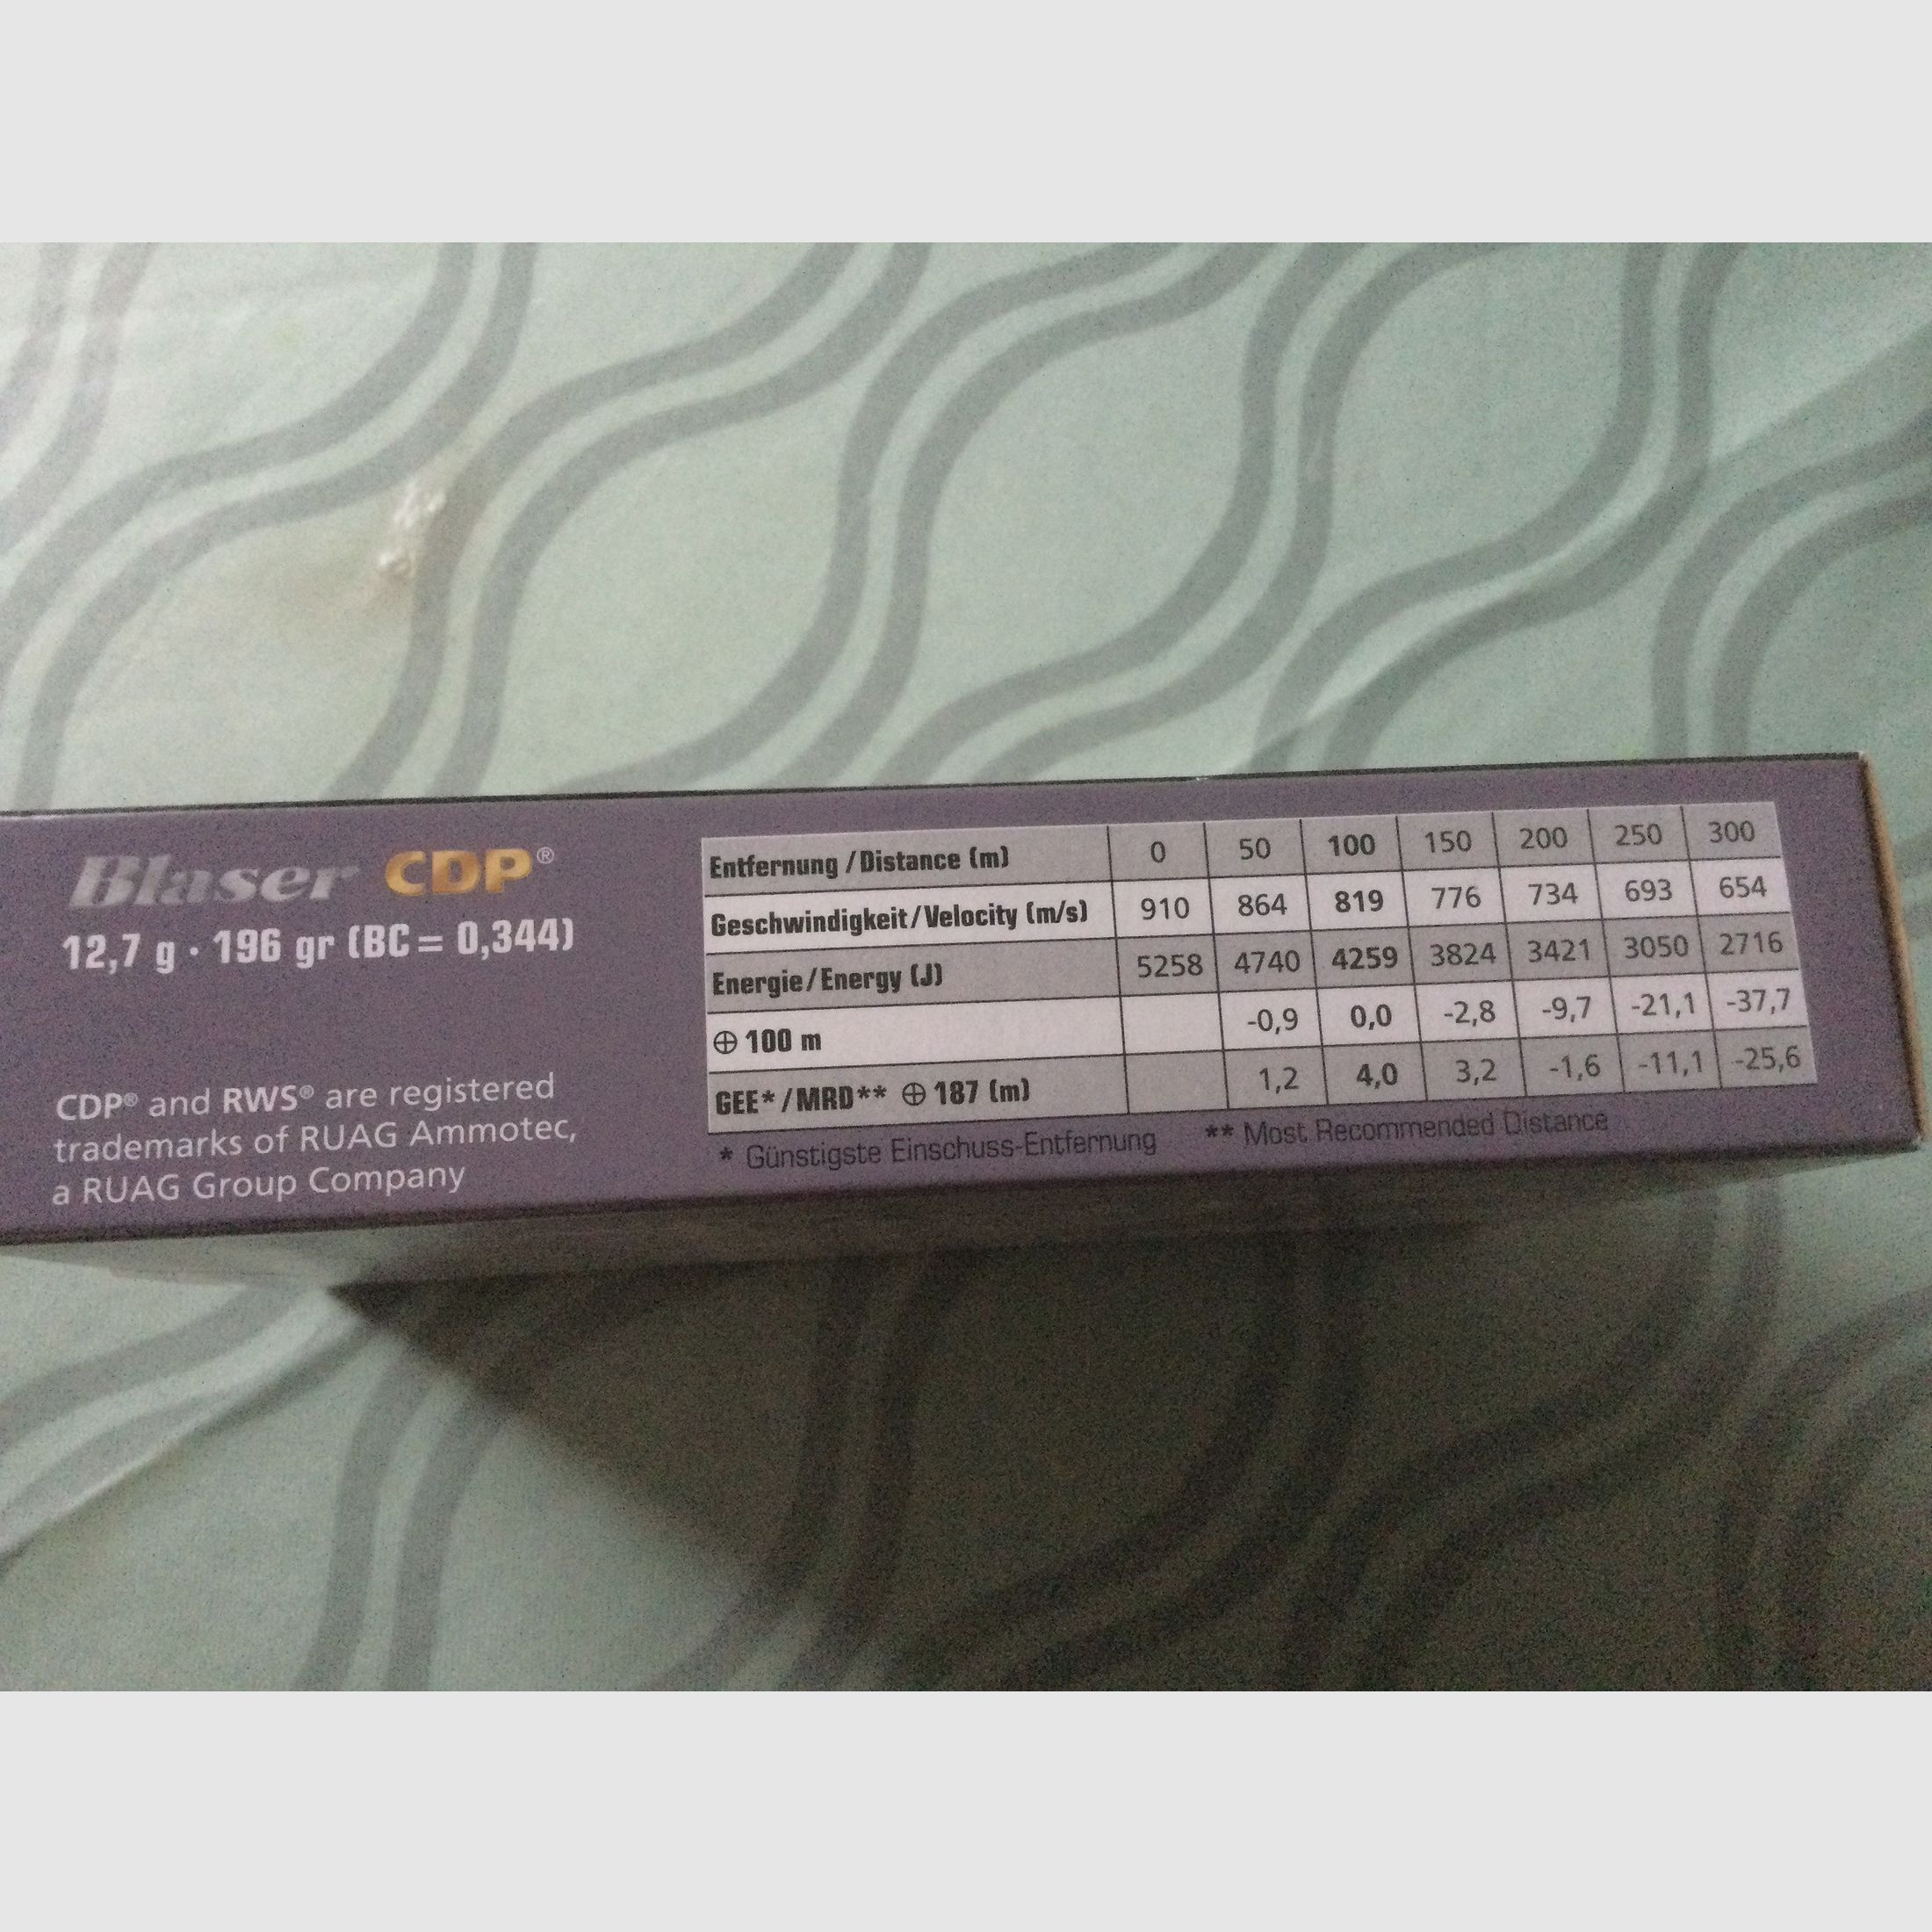 Blaser CDP®
12,7 g · 196 gr (BC = 0,344)
CDP® and RWS® are registered
trademarks of RUAG Ammotec,
a RUAG Group Company
Entfernung / Distance (m) 0 50 100 150 200 250 300
Geschwindigkeit / Velocity (m/s) 910 864 819 776 734 693 654
Energie / Energy (J) 5258 4740 4259 3824 3421 3050 2716
⊕ 100 m -0,9 0,0 -2,8 -9,7 -21,1 -37,7
GEE* / MRD** ⊕ 187 (m) 1,2 4,0 3,2 -1,6 -11,1 -25,6
* Günstigste Einschuss-Entfernung ** Most Recommended Distance